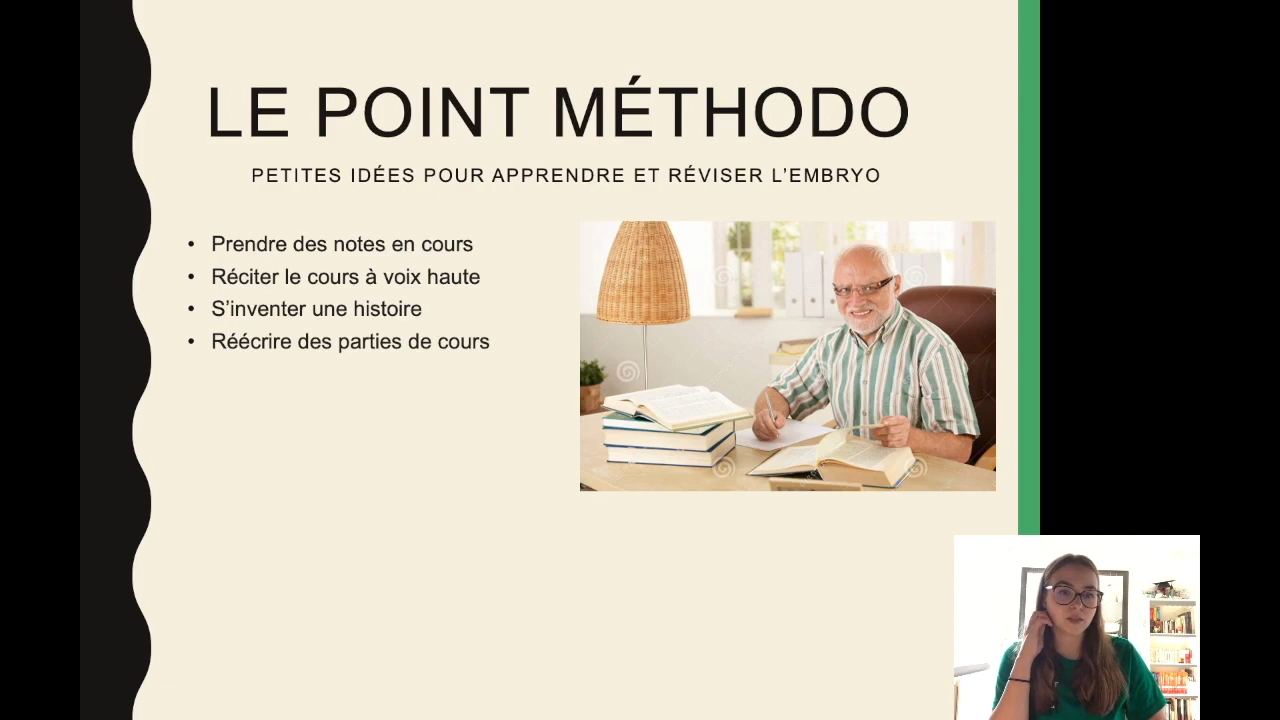 LE POINT MÉTHODO
PETITES IDÉES POUR APPRENDRE ET RÉVISER L'EMBRYO
• Prendre des notes en cours
• Réciter le cours à voix haute
• S'inventer une histoire
• Réécrire des parties de cours